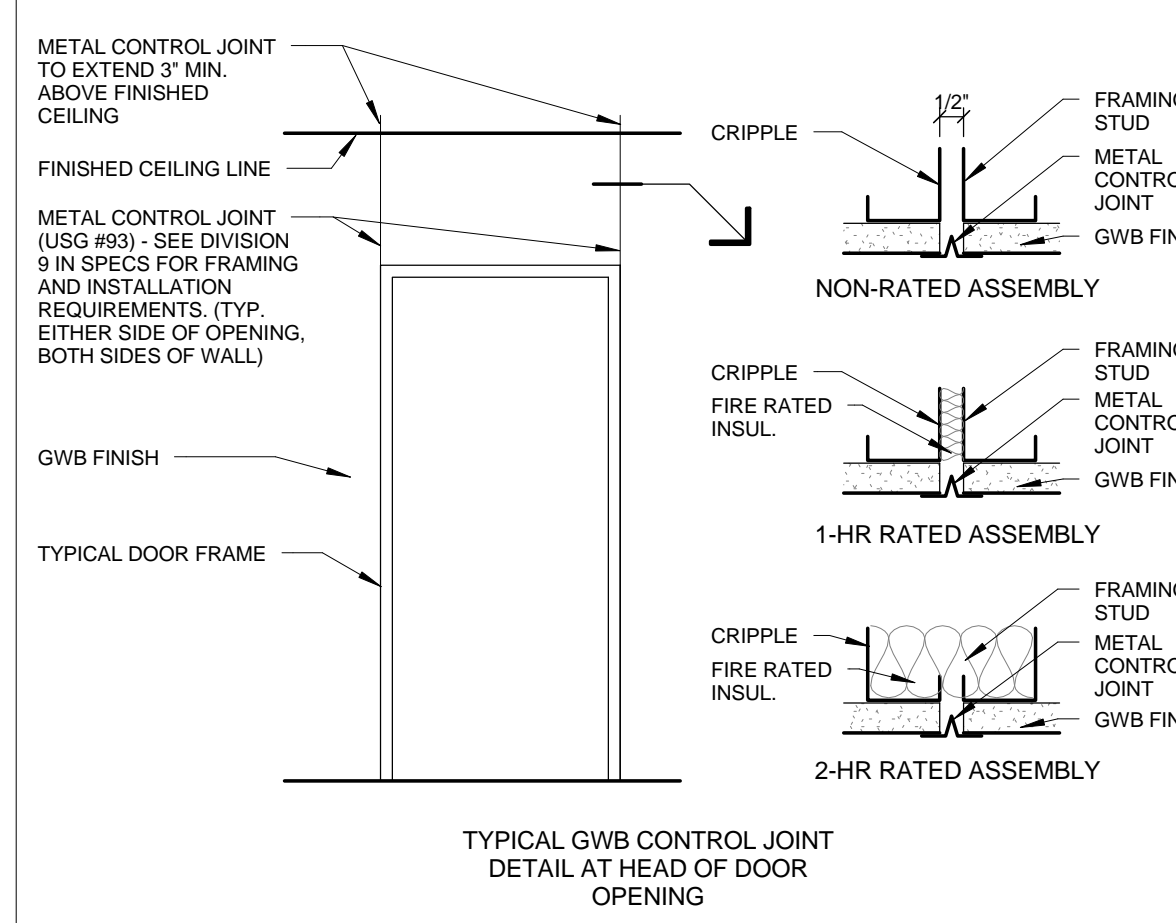 METAL CONTROL JOINT
TO EXTEND 3" MIN.
ABOVE FINISHED
CEILING
FINISHED CEILING LINE
METAL CONTROL JOINT
(USG #93) - SEE DIVISION
9 IN SPECS FOR FRAMING
AND INSTALLATION
REQUIREMENTS. (TYP.
EITHER SIDE OF OPENING,
BOTH SIDES OF WALL)
GWB FINISH
TYPICAL DOOR FRAME
1/2"
CRIPPLE
STUD
METAL
JOINT
GWB
NON-RATED ASSEMBLY
CRIPPLE
FIRE RATED
INSUL.
STUD
METAL
JOINT
GWB
1-HR RATED ASSEMBLY
CRIPPLE
FIRE RATED
INSUL.
STUD
METAL
JOINT
GWB
2-HR RATED ASSEMBLY
TYPICAL GWB CONTROL JOINT
DETAIL AT HEAD OF DOOR
OPENING